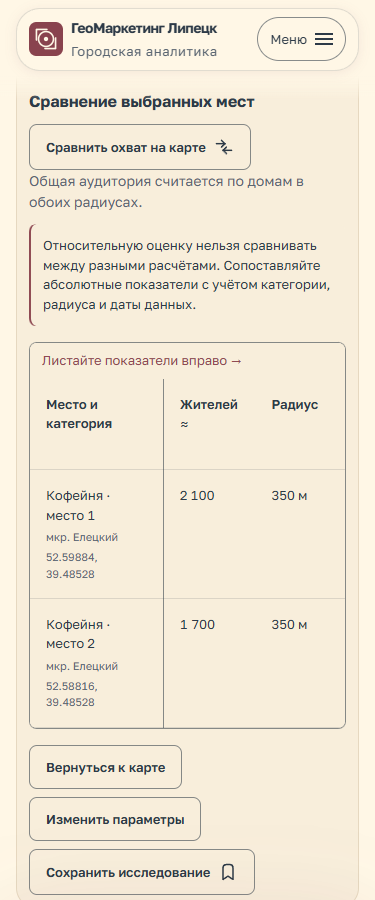 ГеоМаркетинг Липецк
Городская аналитика
Меню
Сравнение выбранных мест
Сравнить охват на карте
Общая аудитория считается по домам в
обоих радиусах.
Относительную оценку нельзя сравнивать
между разными расчётами. Сопоставляйте
абсолютные показатели с учётом категории,
радиуса и даты данных.
Листайте показатели вправо →
Место и
категория
Жителей
≈
Радиус
Кофейня ·
место 1
мкр. Елецкий
52.59884,
39.48528
2 100
350 м
Кофейня ·
место 2
мкр. Елецкий
52.58816,
39.48528
1 700
350 м
Вернуться к карте
Изменить параметры
Сохранить исследование